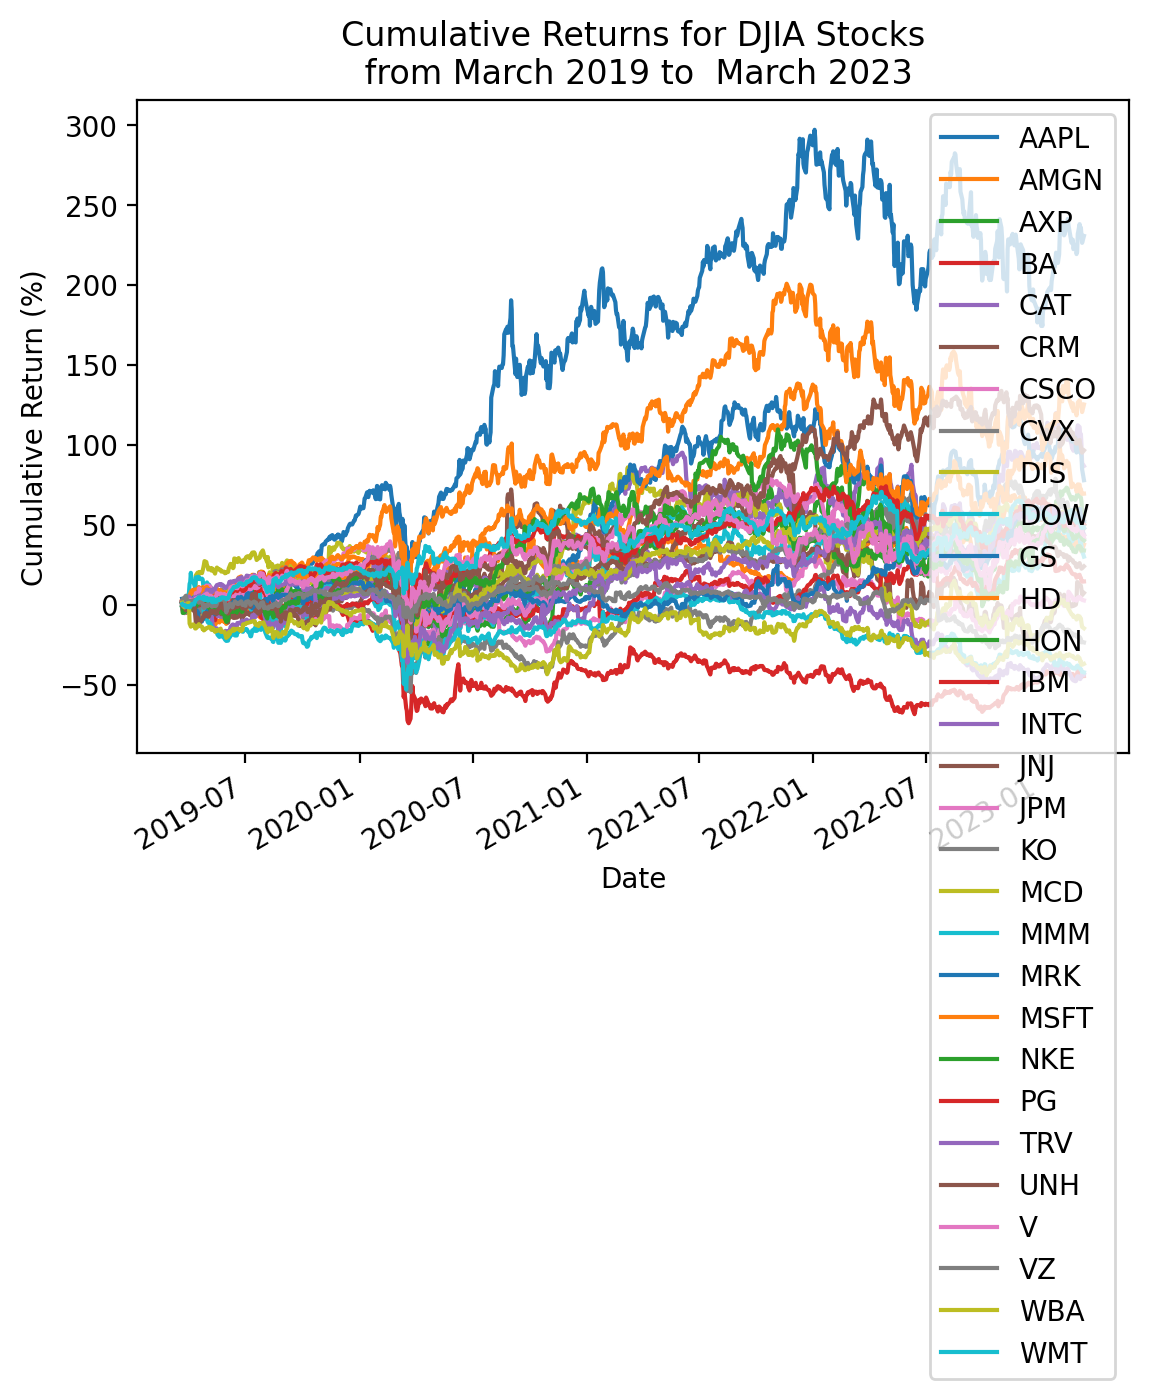 Cumulative Returns for DJIA Stocks
from March 2019 to  March 2023
Cumulative Return (%)
300
250
200
150
100
50
0
−50
2019-07
2020-01
2020-07
2021-01
2021-07
2022-01
2022-07
2023-01
Date
AAPL
AMGN
AXP
BA
CAT
CRM
CSCO
CVX
DIS
DOW
GS
HD
HON
IBM
INTC
JNJ
JPM
KO
MCD
MMM
MRK
MSFT
NKE
PG
TRV
UNH
V
VZ
WBA
WMT